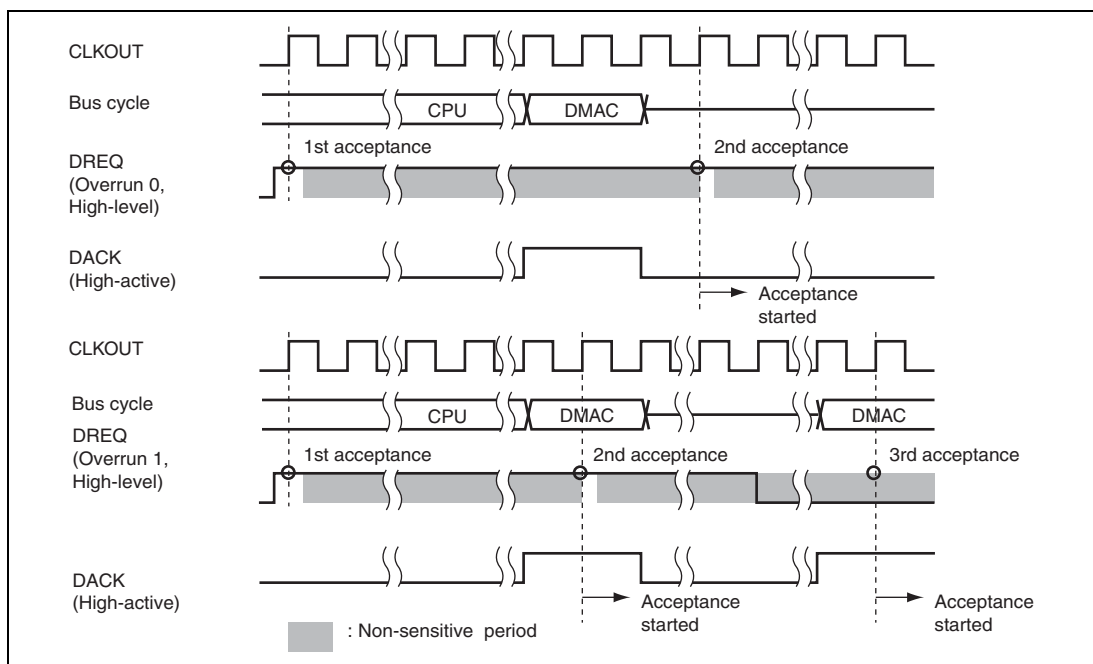 CLKOUT
Bus cycle
CPU
DMAC
DREQ
(Overrun 0,
High-level)
1st acceptance
2nd acceptance
DACK
(High-active)
Acceptance
started
CLKOUT
Bus cycle
CPU
DMAC
DMAC
DREQ
(Overrun 1,
High-level)
1st acceptance
2nd acceptance
3rd acceptance
DACK
(High-active)
Acceptance
started
Acceptance
started
: Non-sensitive period